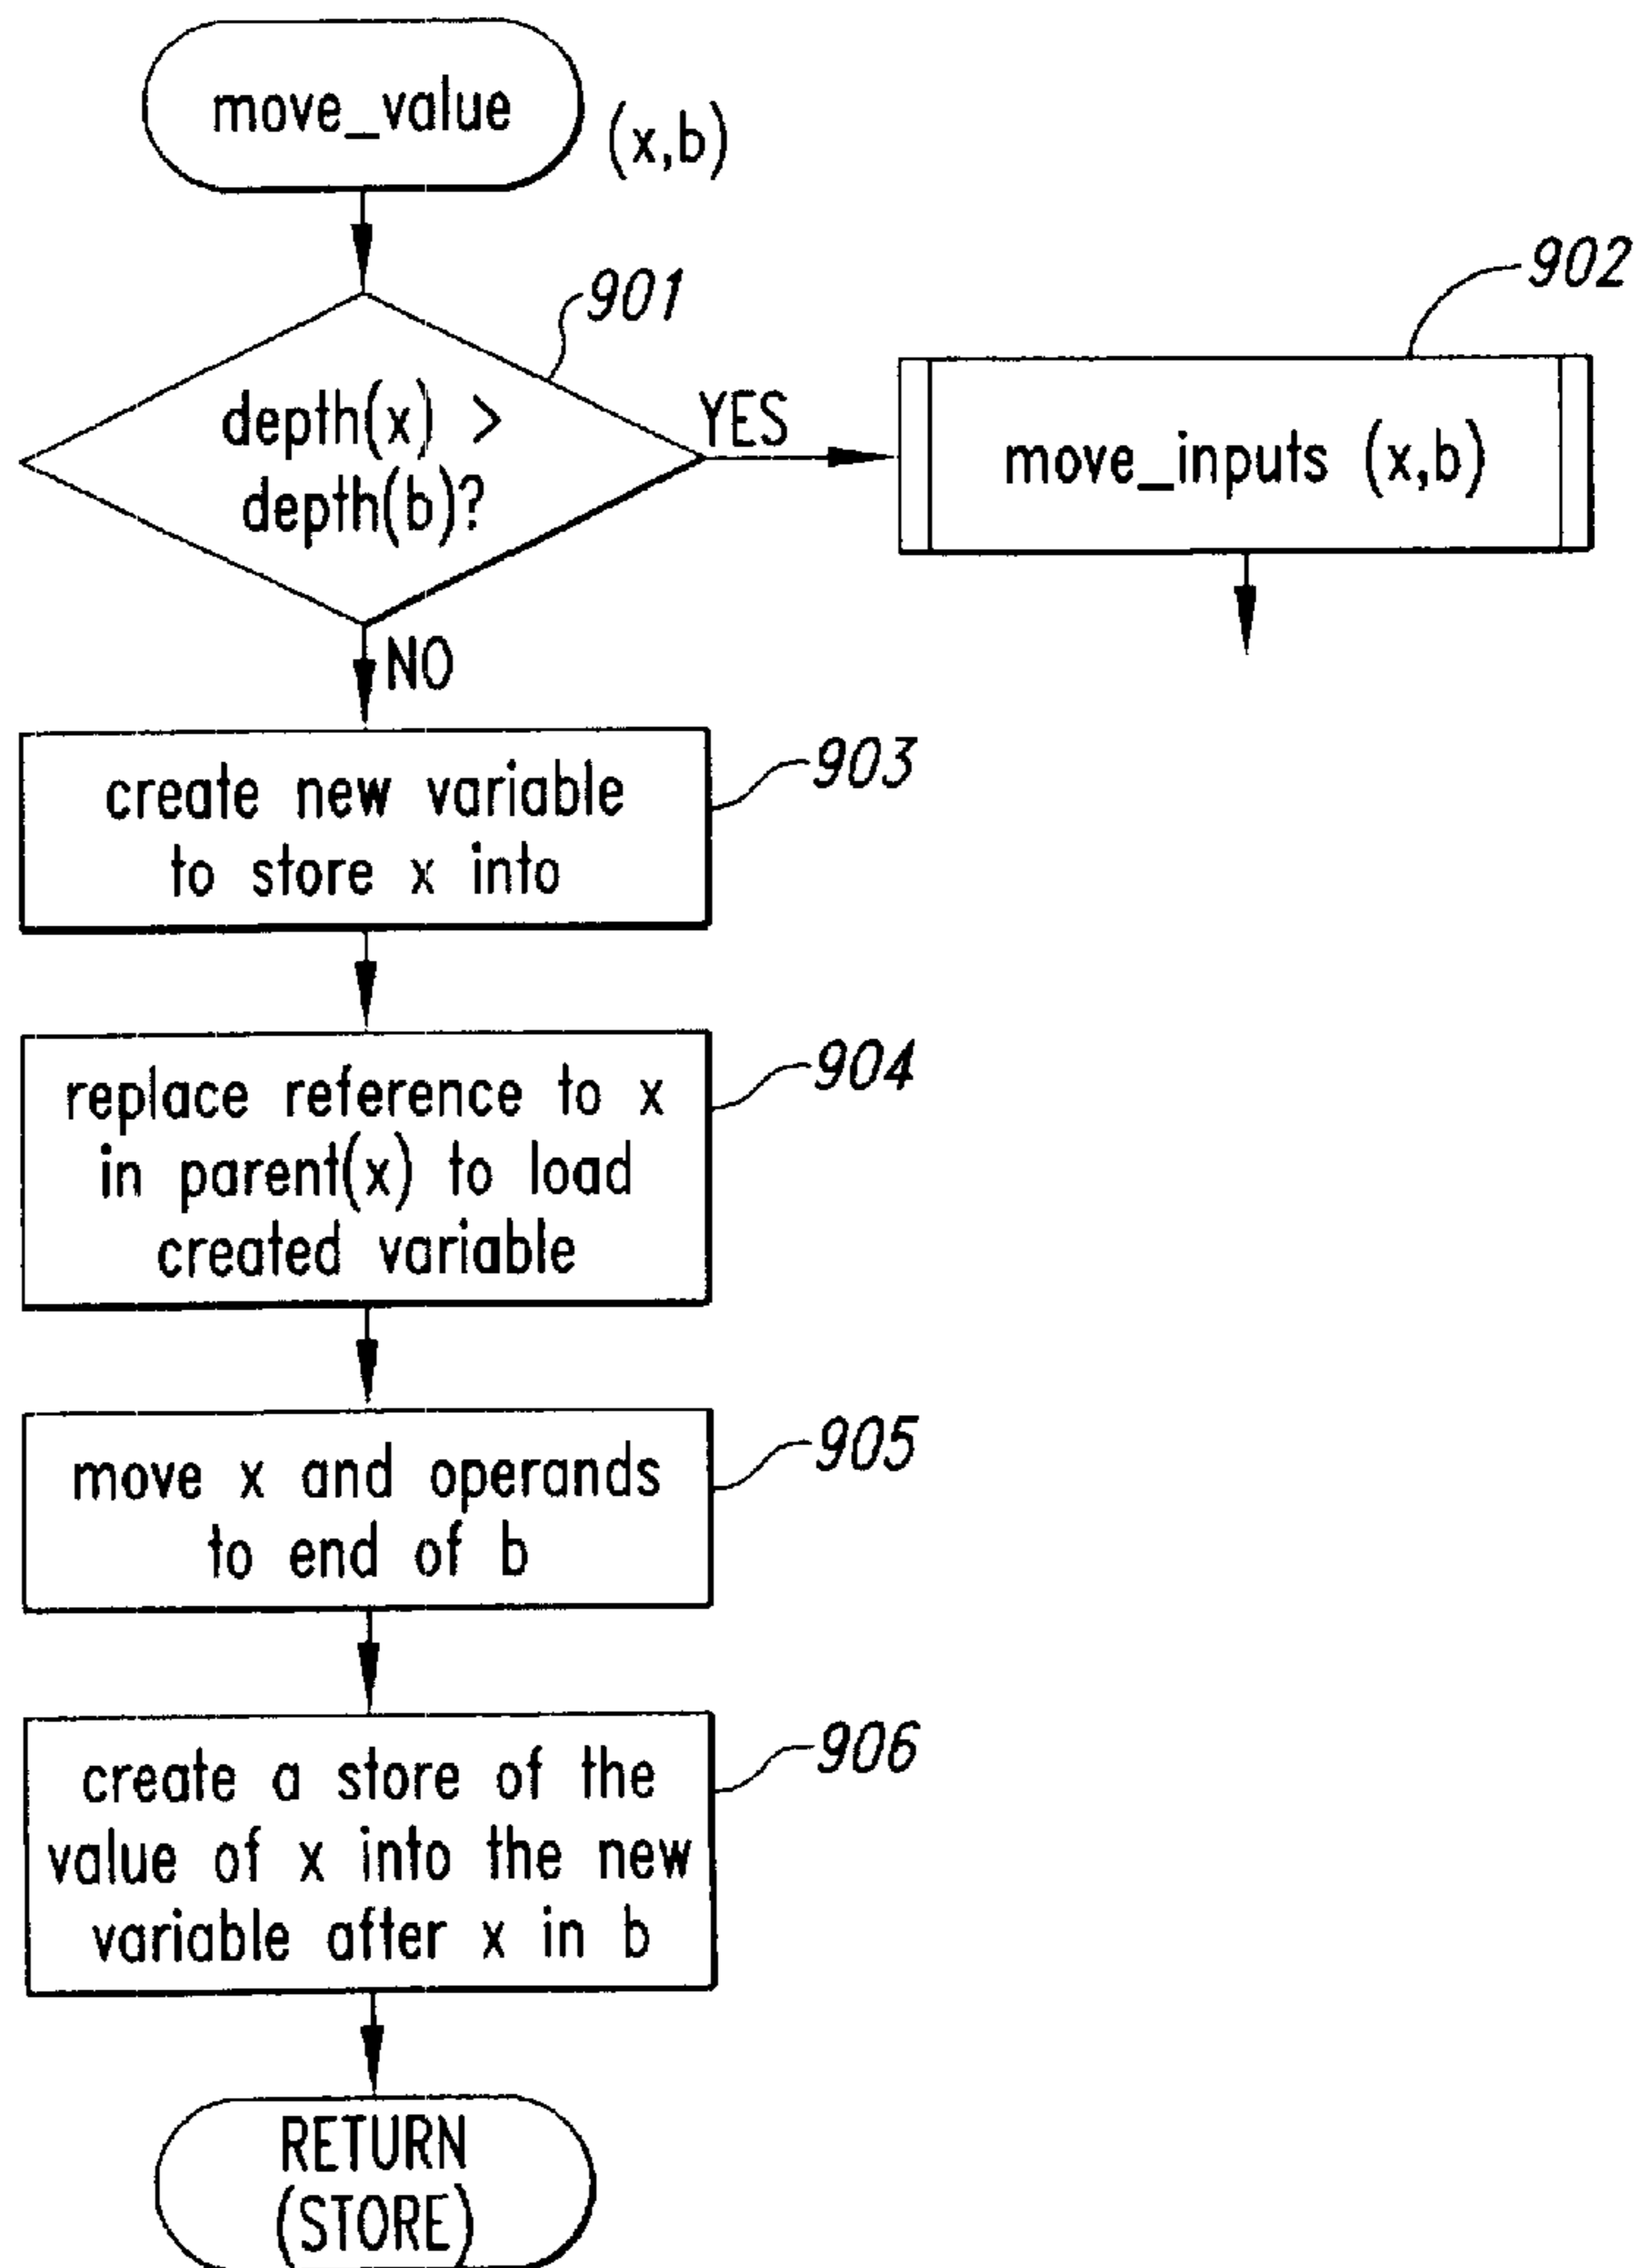 move_value
(x,b)
901
902
depth(x) >
depth(b)?
YES
move_inputs (x,b)
NO
903
create new variable
to store x into
904
replace reference to x
in parent(x) to load
created variable
905
move x and operands
to end of b
906
create a store of the
value of x into the new
variable after x in b
RETURN
(STORE)